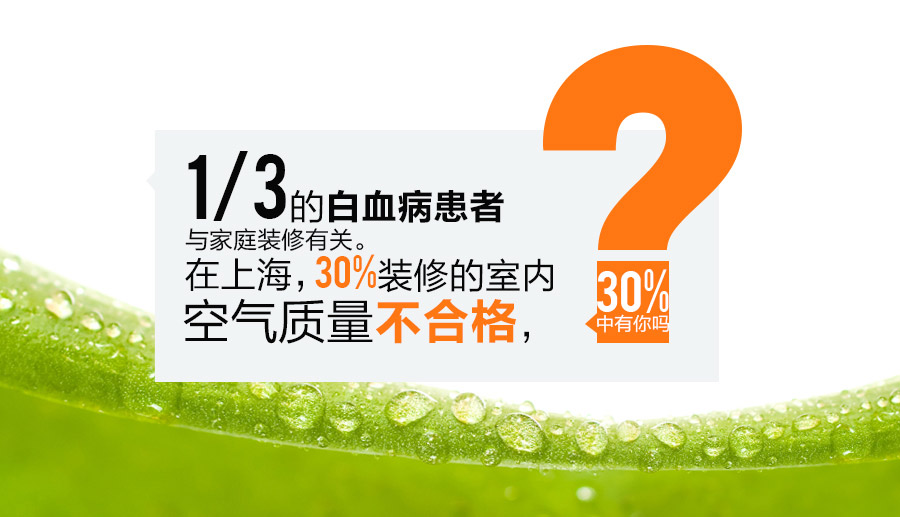 1/3的白血病患者
与家庭装修有关。
在上海，30%装修的室内
空气质量不合格，
?
30%
中有你吗